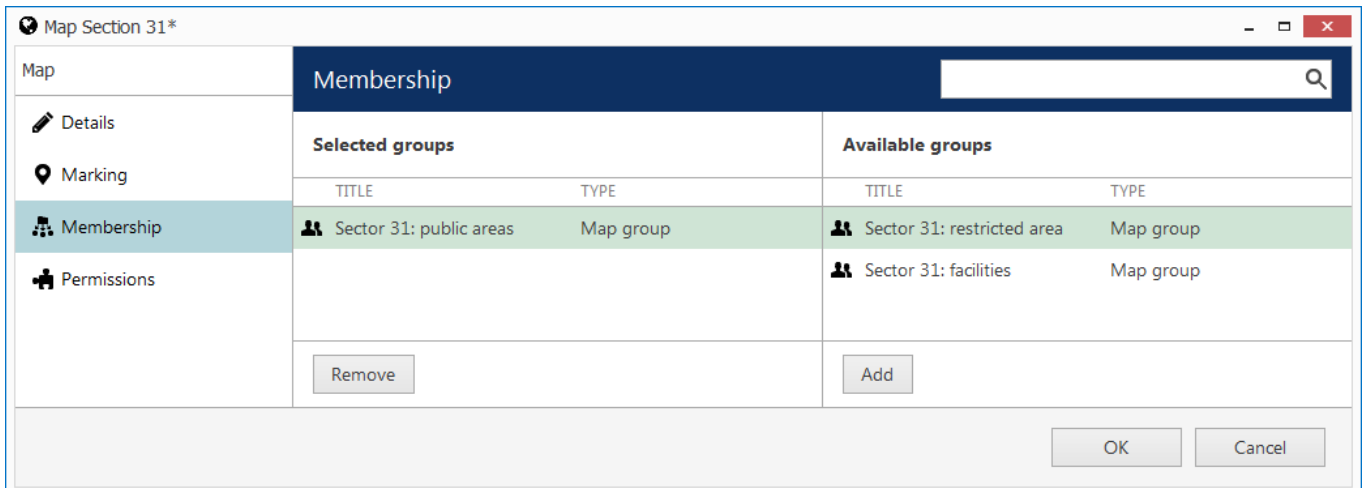 Map Section 31*
Map
Details
Marking
Membership
Permissions
Membership
Selected groups
TITLE TYPE
Sector 31: public areas Map group
Remove
Available groups
TITLE TYPE
Sector 31: restricted area Map group
Sector 31: facilities Map group
Add
OK Cancel